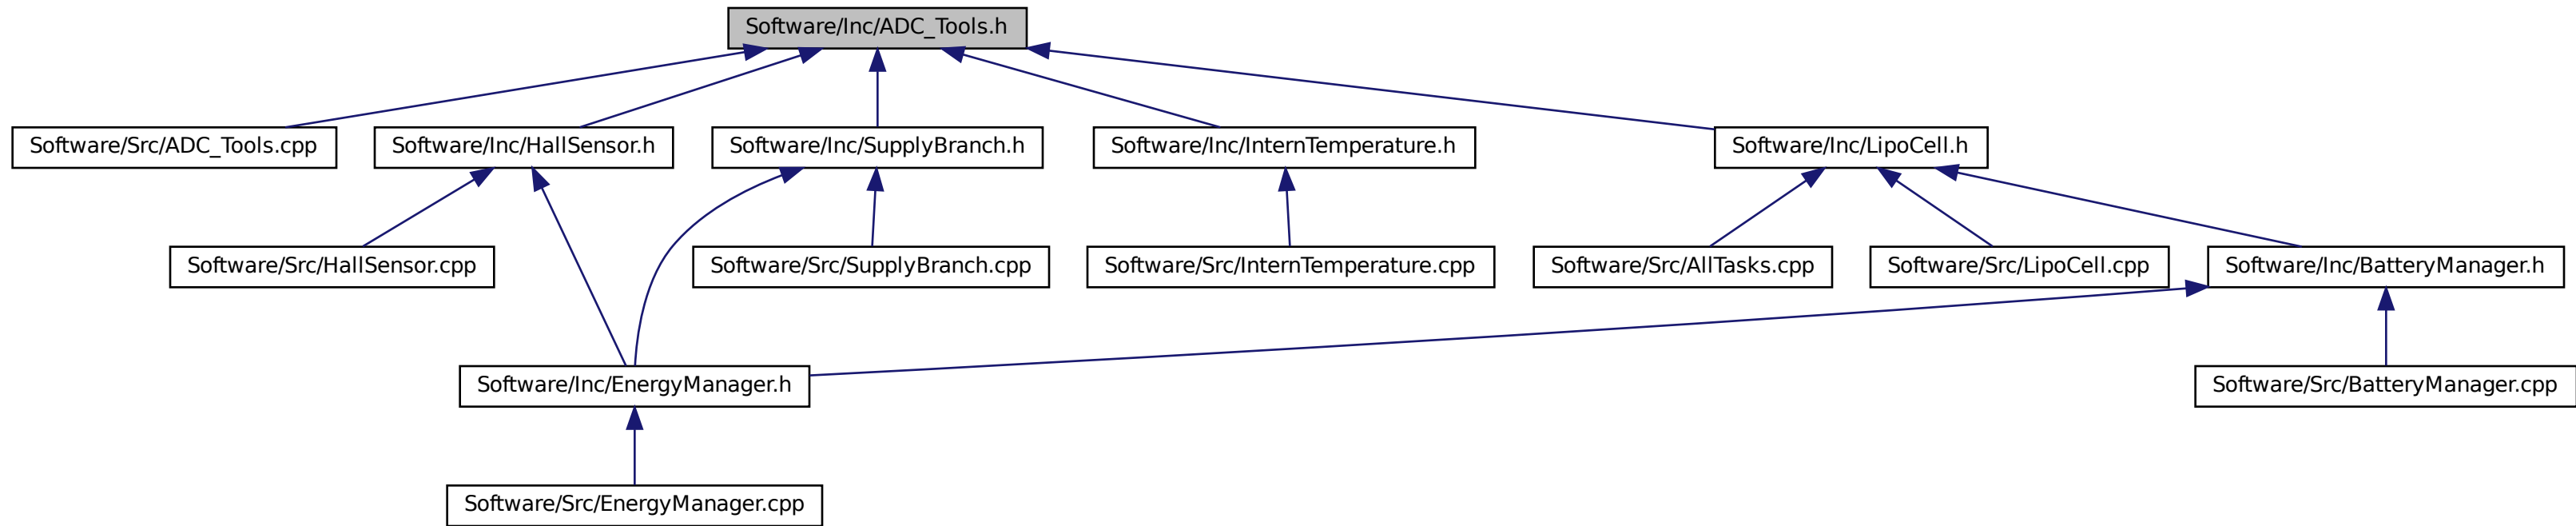 Software/Inc/ADC_Tools.h
Software/Src/ADC_Tools.cpp
Software/Inc/HallSensor.h
Software/Inc/SupplyBranch.h
Software/Inc/InternTemperature.h
Software/Inc/LipoCell.h
Software/Src/HallSensor.cpp
Software/Src/SupplyBranch.cpp
Software/Src/InternTemperature.cpp
Software/Src/AllTasks.cpp
Software/Src/LipoCell.cpp
Software/Inc/BatteryManager.h
Software/Inc/EnergyManager.h
Software/Src/BatteryManager.cpp
Software/Src/EnergyManager.cpp